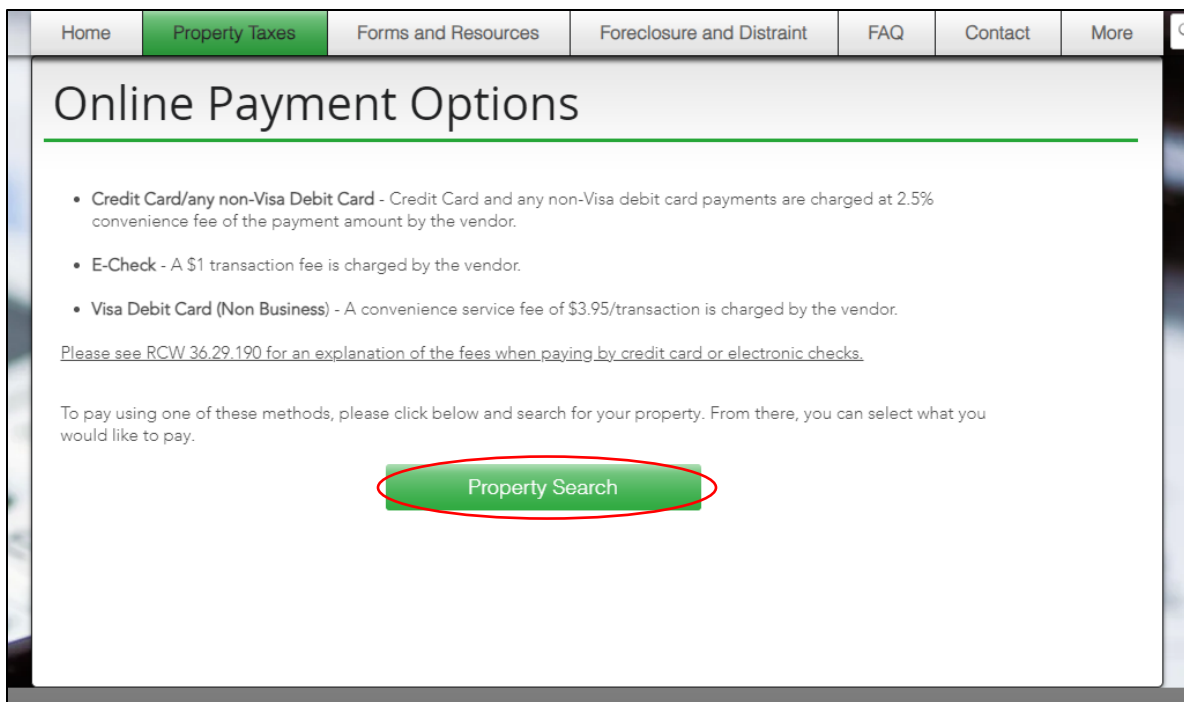 Home Property Taxes Forms and Resources Foreclosure and Distraint FAQ Contact More
Online Payment Options
• Credit Card/any non-Visa Debit Card - Credit Card and any non-Visa debit card payments are charged at 2.5%
convenience fee of the payment amount by the vendor.
• E-Check - A $1 transaction fee is charged by the vendor.
• Visa Debit Card (Non Business) - A convenience service fee of $3.95/transaction is charged by the vendor.
Please see RCW 36.29.190 for an explanation of the fees when paying by credit card or electronic checks.
To pay using one of these methods, please click below and search for your property. From there, you can select what you
would like to pay.
Property Search